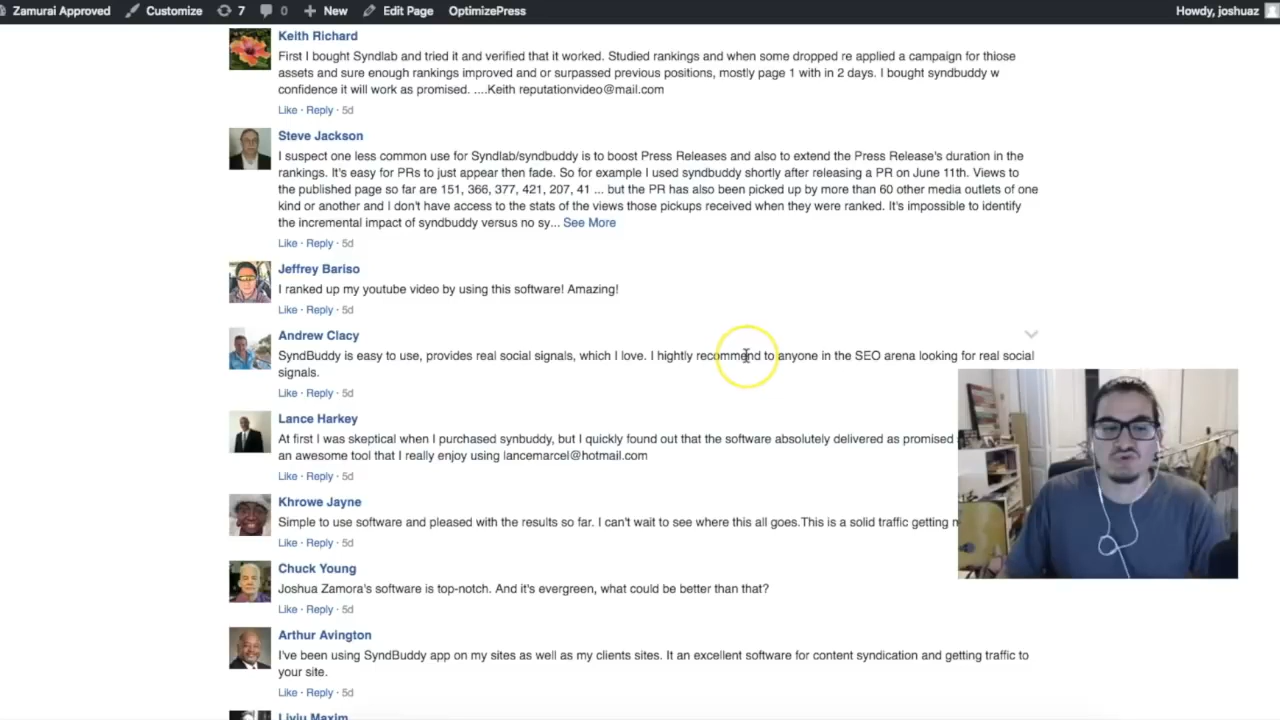 Zamurai Approved Customize 7 0 New Edit Page OptimizePress Howdy, joshuaz
Keith Richard
First I bought Syndlab and tried it and verified that it worked. Studied rankings and when some dropped re applied a campaign for thiose
assets and sure enough rankings improved and or surpassed previous positions, mostly page 1 with in 2 days. I bought syndbuddy w
confidence it will work as promised. ....Keith reputationvideo@mail.com
Like · Reply · 5d
Steve Jackson
I suspect one less common use for Syndlab/syndbuddy is to boost Press Releases and also to extend the Press Release's duration in the
rankings. It's easy for PRs to just appear then fade. So for example I used syndbuddy shortly after releasing a PR on June 11th. Views to
the published page so far are 151, 366, 377, 421, 207, 41 ... but the PR has also been picked up by more than 60 other media outlets of one
kind or another and I don't have access to the stats of the views those pickups received when they were ranked. It's impossible to identify
the incremental impact of syndbuddy versus no sy... See More
Like · Reply · 5d
Jeffrey Bariso
I ranked up my youtube video by using this software! Amazing!
Like · Reply · 5d
Andrew Clacy
SyndBuddy is easy to use, provides real social signals, which I love. I hightly recommend to anyone in the SEO arena looking for real social
signals.
Like · Reply · 5d
Lance Harkey
At first I was skeptical when I purchased synbuddy, but I quickly found out that the software absolutely delivered as promised
an awesome tool that I really enjoy using lancemarcel@hotmail.com
Like · Reply · 5d
Khrowe Jayne
Simple to use software and pleased with the results so far. I can't wait to see where this all goes.This is a solid traffic getting
Like · Reply · 5d
Chuck Young
Joshua Zamora's software is top-notch. And it's evergreen, what could be better than that?
Like · Reply · 5d
Arthur Avington
I've been using SyndBuddy app on my sites as well as my clients sites. It an excellent software for content syndication and getting traffic to
your site.
Like · Reply · 5d
Liviu Maxim